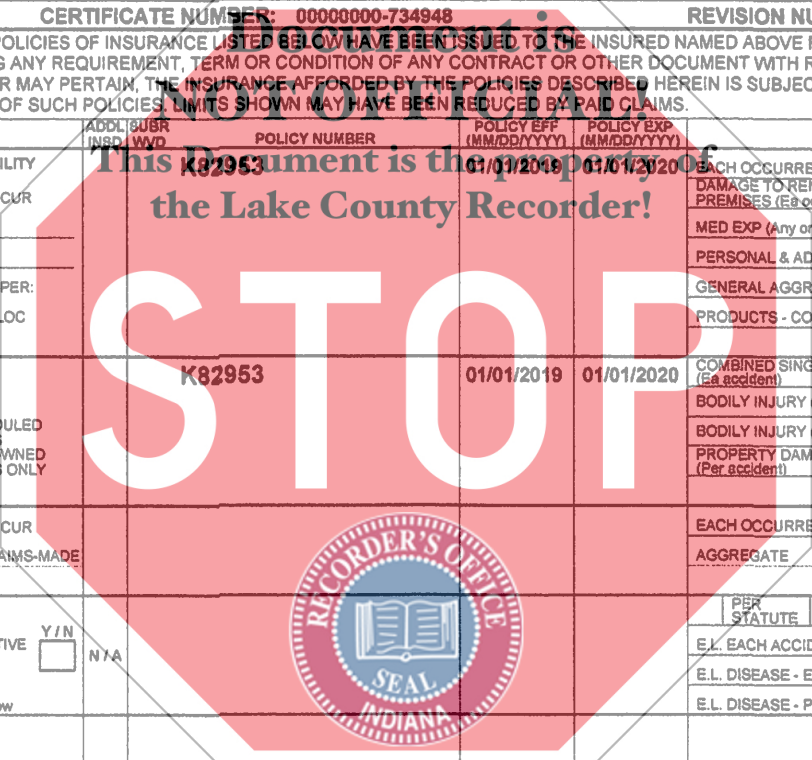 CERTIFICATE NUMBER: 00000000-734948 REVISION NU
Document is
POLICIES OF INSURANCE LISTED BELOW HAVE BEEN ISSUED TO THE INSURED NAMED ABOVE
G ANY REQUIREMENT, TERM OR CONDITION OF ANY CONTRACT OR OTHER DOCUMENT WITH R
R MAY PERTAIN, THE INSURANCE AFFORDED BY THE POLICIES DESCRIBED HEREIN IS SUBJEC
NOT OFFICIAL!
OF SUCH POLICIES. LIMITS SHOWN MAY HAVE BEEN REDUCED BY PAID CLAIMS.
ADDL SUBR POLICY EFF POLICY EXP
INSD WVD POLICY NUMBER (MM/DD/YYYY) (MM/DD/YYYY)
ILITY K82953 01/01/2019 01/01/2020 EACH OCCURRE
This Document is the property of
DAMAGE TO REN
CUR PREMISES (Ea oc
the Lake County Recorder!
MED EXP (Any on
PERSONAL & AD
PER: GENERAL AGGR
LOC PRODUCTS - CO
STOP
K82953 01/01/2019 01/01/2020 COMBINED SING
(Ea accident)
BODILY INJURY
DULED BODILY INJURY
WNED PROPERTY DAM
S ONLY (Per accident)
CUR EACH OCCURRE
AIMS-MADE AGGREGATE
RECORDER'S OFFICE
SEAL
INDIANA
PER
STATUTE
Y / N
TIVE N / A E.L. EACH ACCID
E.L. DISEASE - E
ow E.L. DISEASE - P